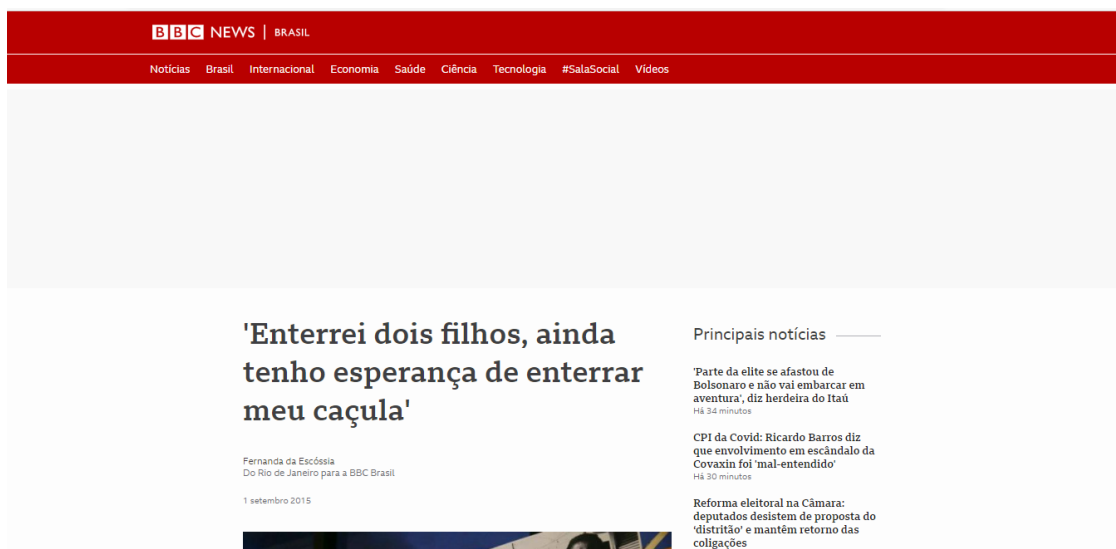 BBC NEWS | BRASIL
Notícias Brasil Internacional Economia Saúde Ciência Tecnologia #SalaSocial Vídeos
'Enterrei dois filhos, ainda
tenho esperança de enterrar
meu caçula'
Fernanda da Escóssia
Do Rio de Janeiro para a BBC Brasil
1 setembro 2015
Principais notícias
'Parte da elite se afastou de
Bolsonaro e não vai embarcar em
aventura', diz herdeira do Itaú
Há 34 minutos
CPI da Covid: Ricardo Barros diz
que envolvimento em escândalo da
Covaxin foi 'mal-entendido'
Há 30 minutos
Reforma eleitoral na Câmara:
deputados desistem de proposta do
'distritão' e mantêm retorno das
coligações